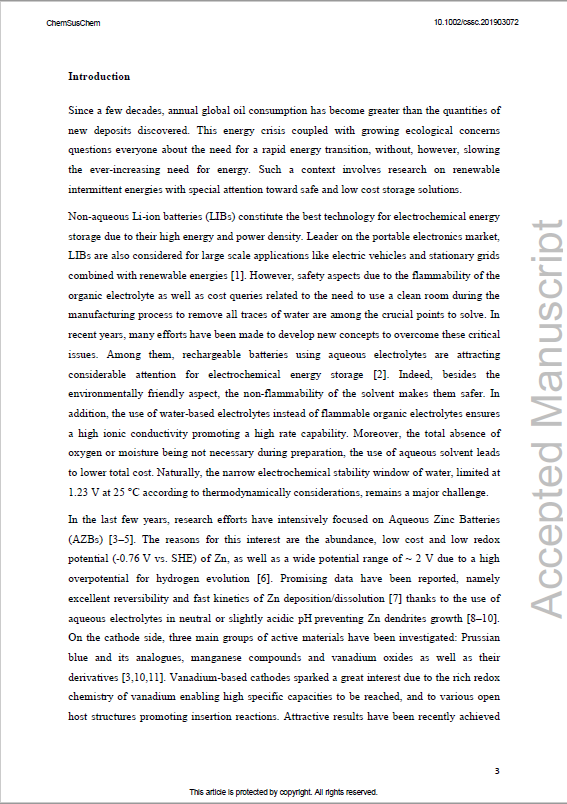 ChemSusChem
10.1002/cssc.201903072
Introduction
Since a few decades, annual global oil consumption has become greater than the quantities of
new deposits discovered. This energy crisis coupled with growing ecological concerns
questions everyone about the need for a rapid energy transition, without, however, slowing
the ever-increasing need for energy. Such a context involves research on renewable
intermittent energies with special attention toward safe and low cost storage solutions.
Non-aqueous Li-ion batteries (LIBs) constitute the best technology for electrochemical energy
storage due to their high energy and power density. Leader on the portable electronics market,
LIBs are also considered for large scale applications like electric vehicles and stationary grids
combined with renewable energies [1]. However, safety aspects due to the flammability of the
organic electrolyte as well as cost queries related to the need to use a clean room during the
manufacturing process to remove all traces of water are among the crucial points to solve. In
recent years, many efforts have been made to develop new concepts to overcome these critical
issues. Among them, rechargeable batteries using aqueous electrolytes are attracting
considerable attention for electrochemical energy storage [2]. Indeed, besides the
environmentally friendly aspect, the non-flammability of the solvent makes them safer. In
addition, the use of water-based electrolytes instead of flammable organic electrolytes ensures
a high ionic conductivity promoting a high rate capability. Moreover, the total absence of
oxygen or moisture being not necessary during preparation, the use of aqueous solvent leads
to lower total cost. Naturally, the narrow electrochemical stability window of water, limited at
1.23 V at 25 °C according to thermodynamically considerations, remains a major challenge.
In the last few years, research efforts have intensively focused on Aqueous Zinc Batteries
(AZBs) [3–5]. The reasons for this interest are the abundance, low cost and low redox
potential (-0.76 V vs. SHE) of Zn, as well as a wide potential range of ~ 2 V due to a high
overpotential for hydrogen evolution [6]. Promising data have been reported, namely
excellent reversibility and fast kinetics of Zn deposition/dissolution [7] thanks to the use of
aqueous electrolytes in neutral or slightly acidic pH preventing Zn dendrites growth [8–10].
On the cathode side, three main groups of active materials have been investigated: Prussian
blue and its analogues, manganese compounds and vanadium oxides as well as their
derivatives [3,10,11]. Vanadium-based cathodes sparked a great interest due to the rich redox
chemistry of vanadium enabling high specific capacities to be reached, and to various open
host structures promoting insertion reactions. Attractive results have been recently achieved
Accepted Manuscript
3
This article is protected by copyright. All rights reserved.